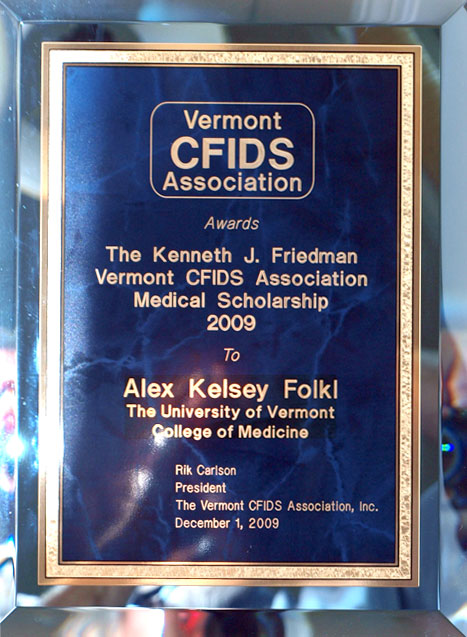 Vermont
CFIDS
Association
Awards
The Kenneth J. Friedman
Vermont CFIDS Association
Medical Scholarship
2009
To
Alex Kelsey Folkl
The University of Vermont
College of Medicine
Rik Carlson
President
The Vermont CFIDS Association, Inc.
December 1, 2009